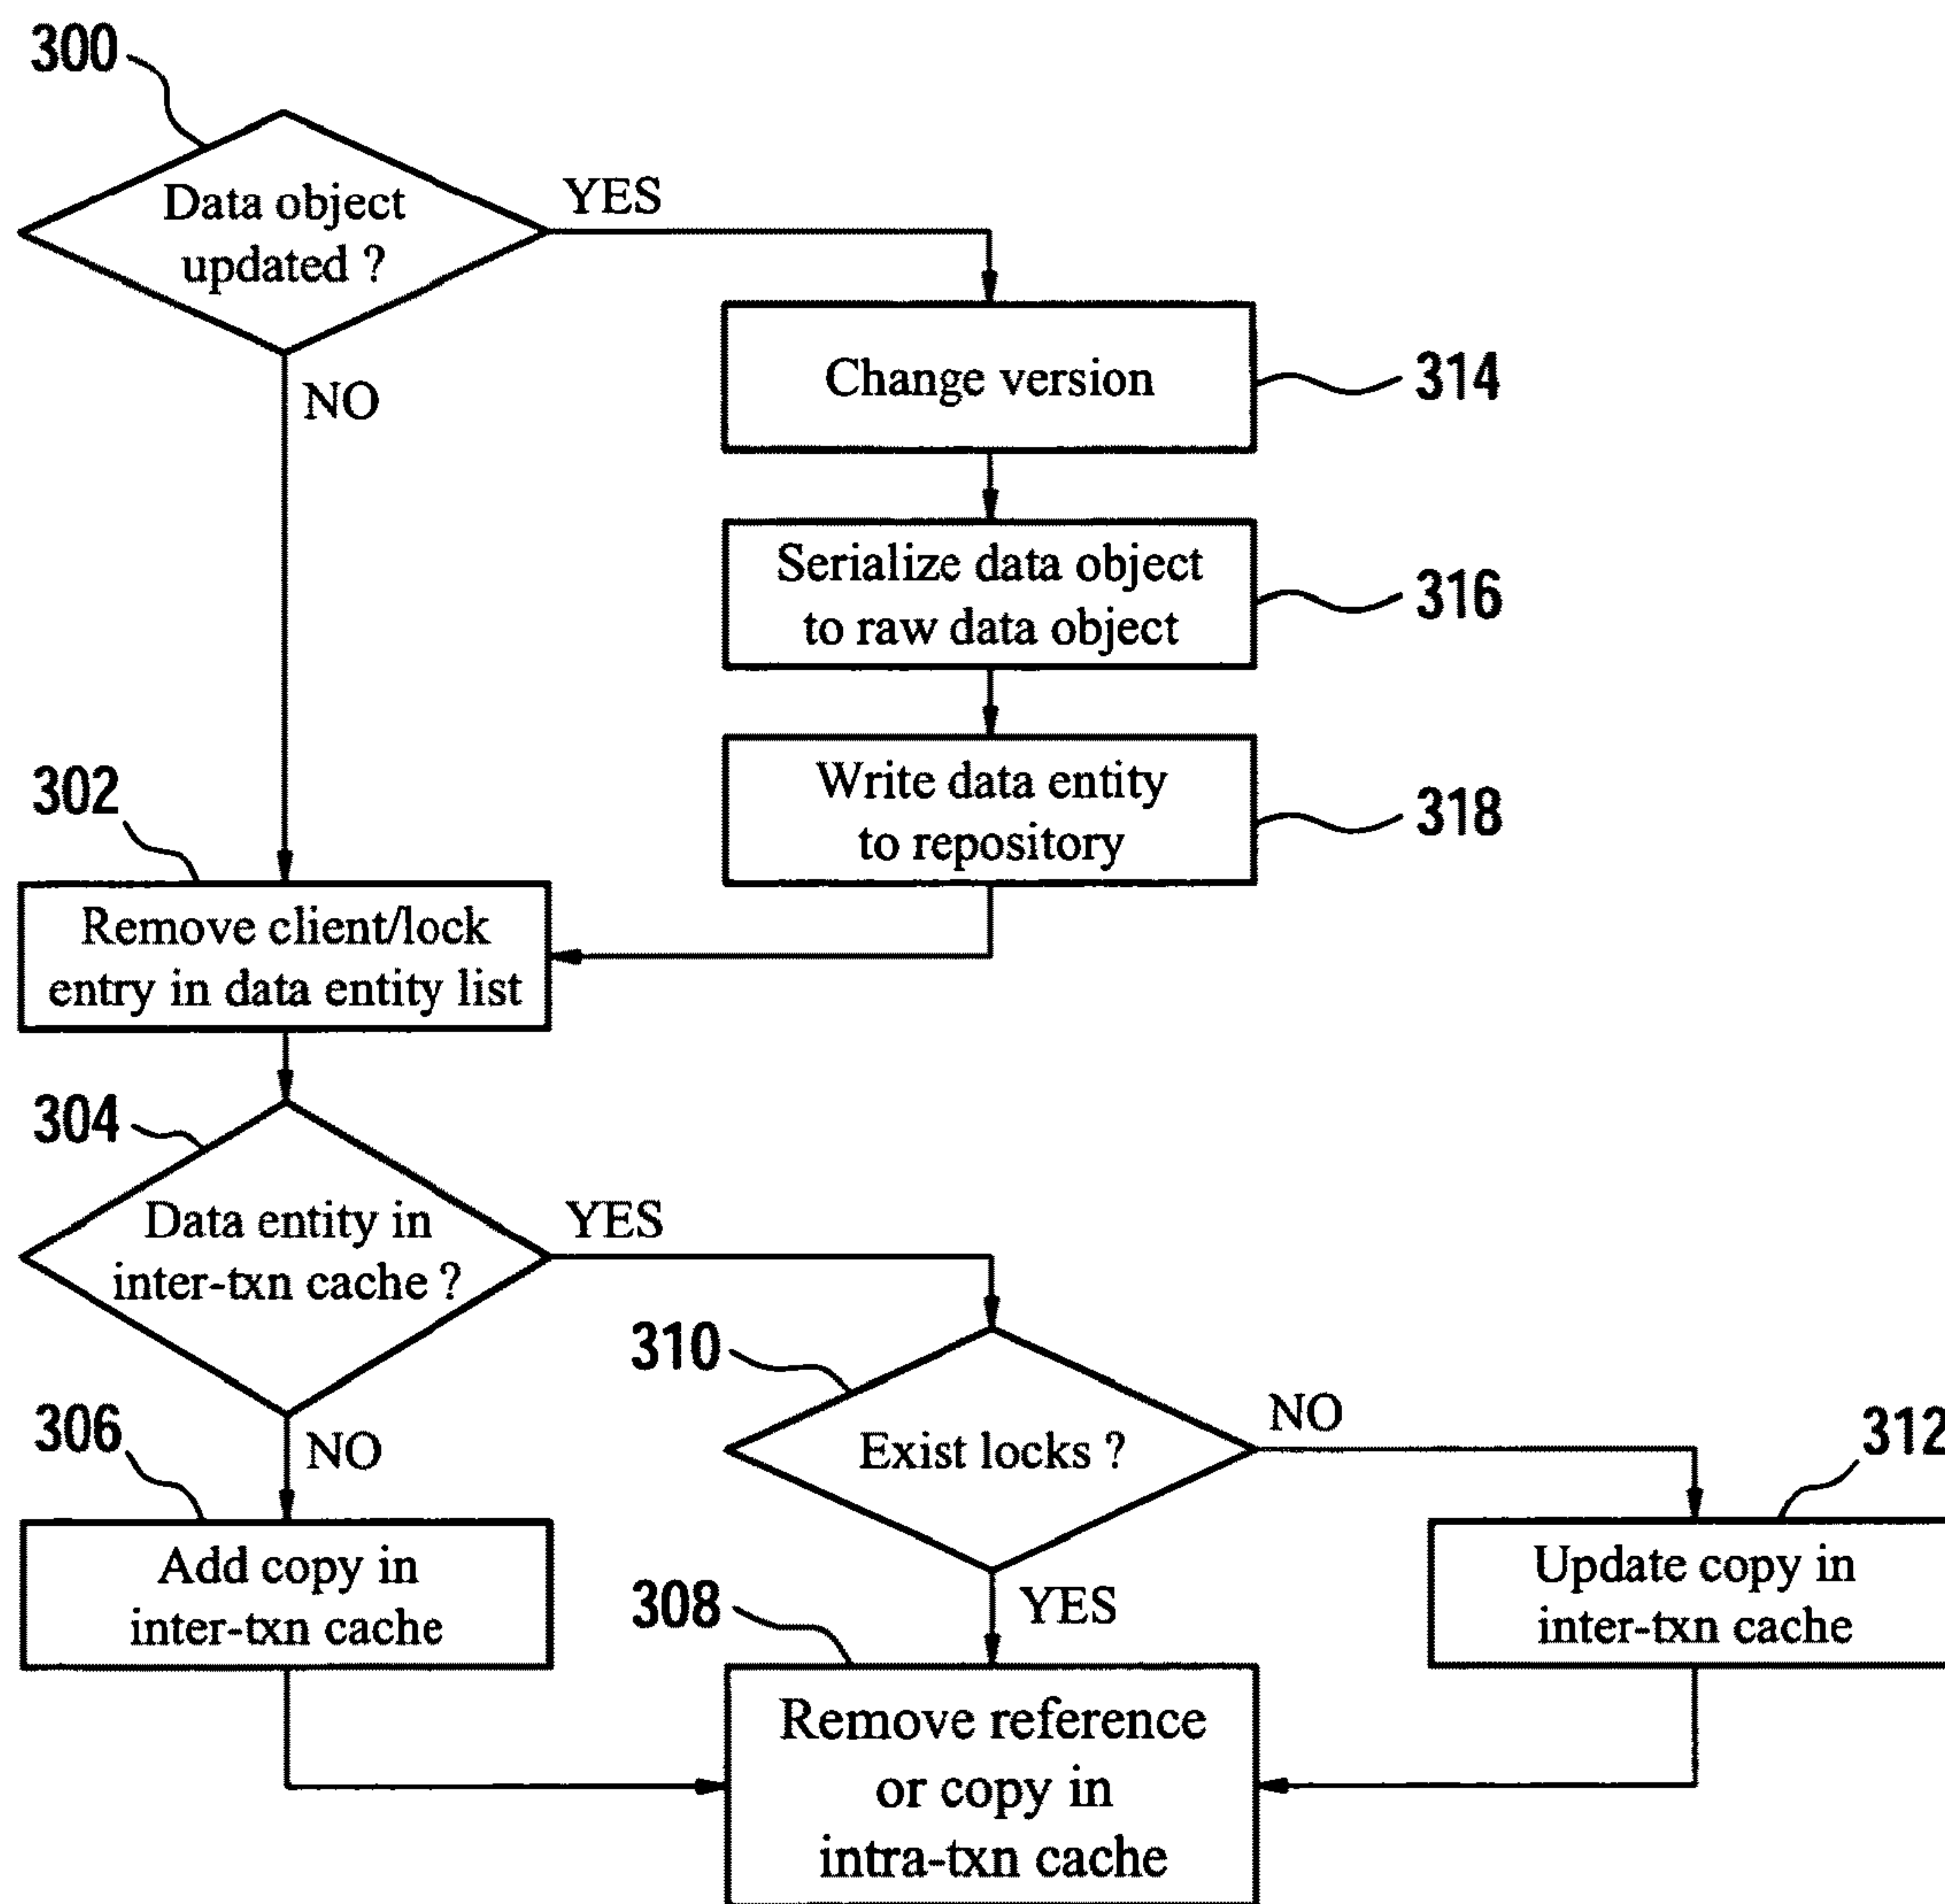 300
Data object
updated ?
YES
NO
Change version
314
Serialize data object
to raw data object
316
Write data entity
to repository
318
302
Remove client/lock
entry in data entity list
304
Data entity in
inter-txn cache ?
YES
NO
310
Exist locks ?
NO
YES
312
306
Add copy in
inter-txn cache
308
Update copy in
inter-txn cache
Remove reference
or copy in
intra-txn cache